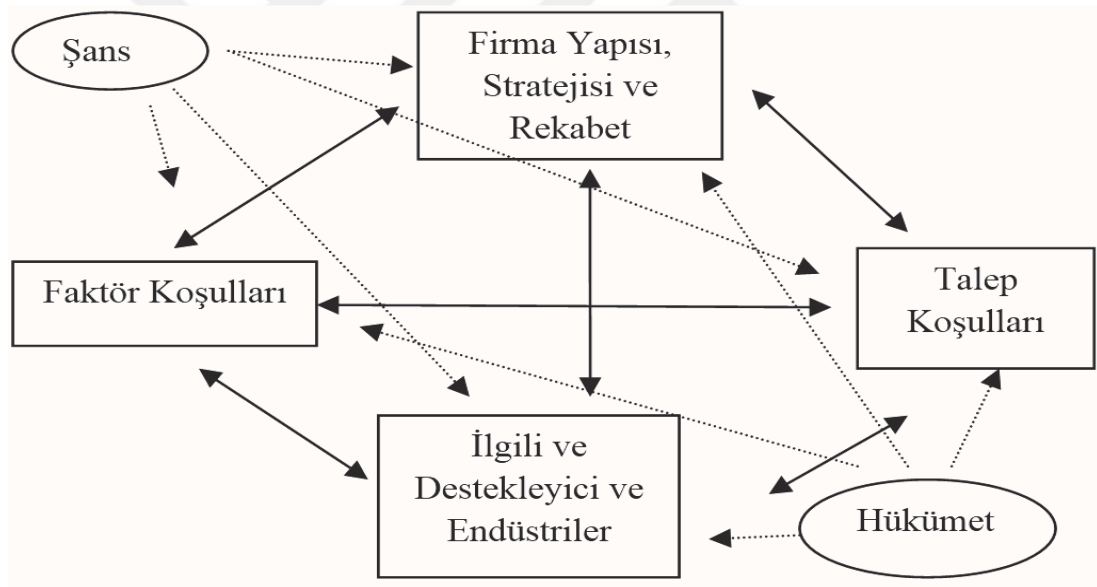 Şans
Firma Yapısı,
Stratejisi ve
Rekabet
Faktör Koşulları
Talep
Koşulları
İlgili ve
Destekleyici ve
Endüstriler
Hükümet